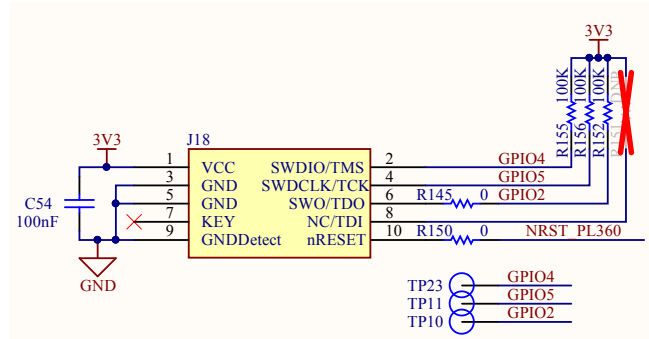 3V3
R155 100K
R156 100K
R152 100K
R151 DNP
3V3
J18
1 VCC SWDIO/TMS 2 GPIO4
3 GND SWDCLK/TCK 4 GPIO5
5 GND SWO/TDO 6 R145 0 GPIO2
7 KEY NC/TDI 8
9 GNDDetect nRESET 10 R150 0 NRST_PL360
C54
100nF
GND
TP23 GPIO4
TP11 GPIO5
TP10 GPIO2